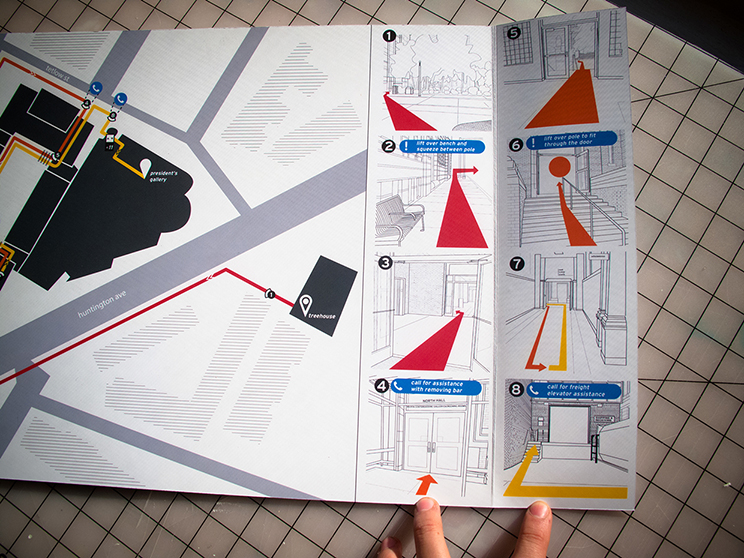 tetlow st
president's
gallery
huntington ave
1
treehouse
1
2
! lift over bench and
squeeze between pole
3
4
call for assistance
with removing bar
NORTH HALL
5
6
! lift over pole to fit
through the door
7
8
call for freight
elevator assistance